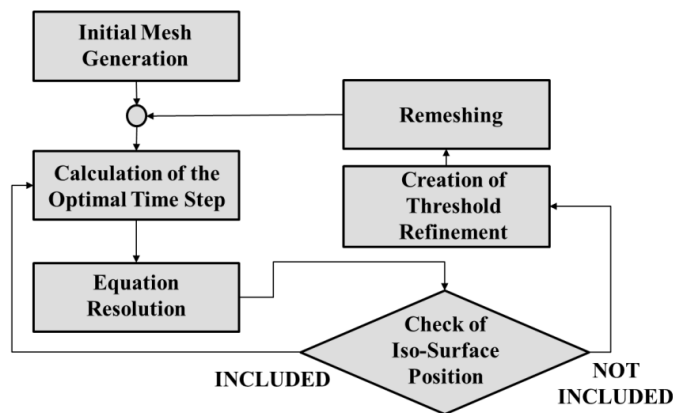 Initial Mesh
Generation
Remeshing
Calculation of the
Optimal Time Step
Creation of
Threshold
Refinement
Equation
Resolution
Check of
Iso-Surface
Position
INCLUDED
NOT
INCLUDED